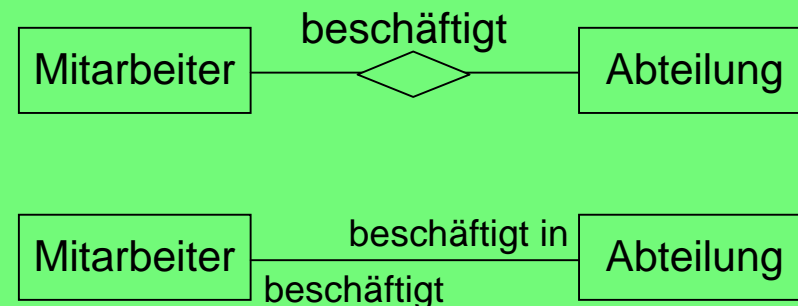 beschäftigt
Mitarbeiter
Abteilung
beschäftigt in
Mitarbeiter
Abteilung
beschäftigt